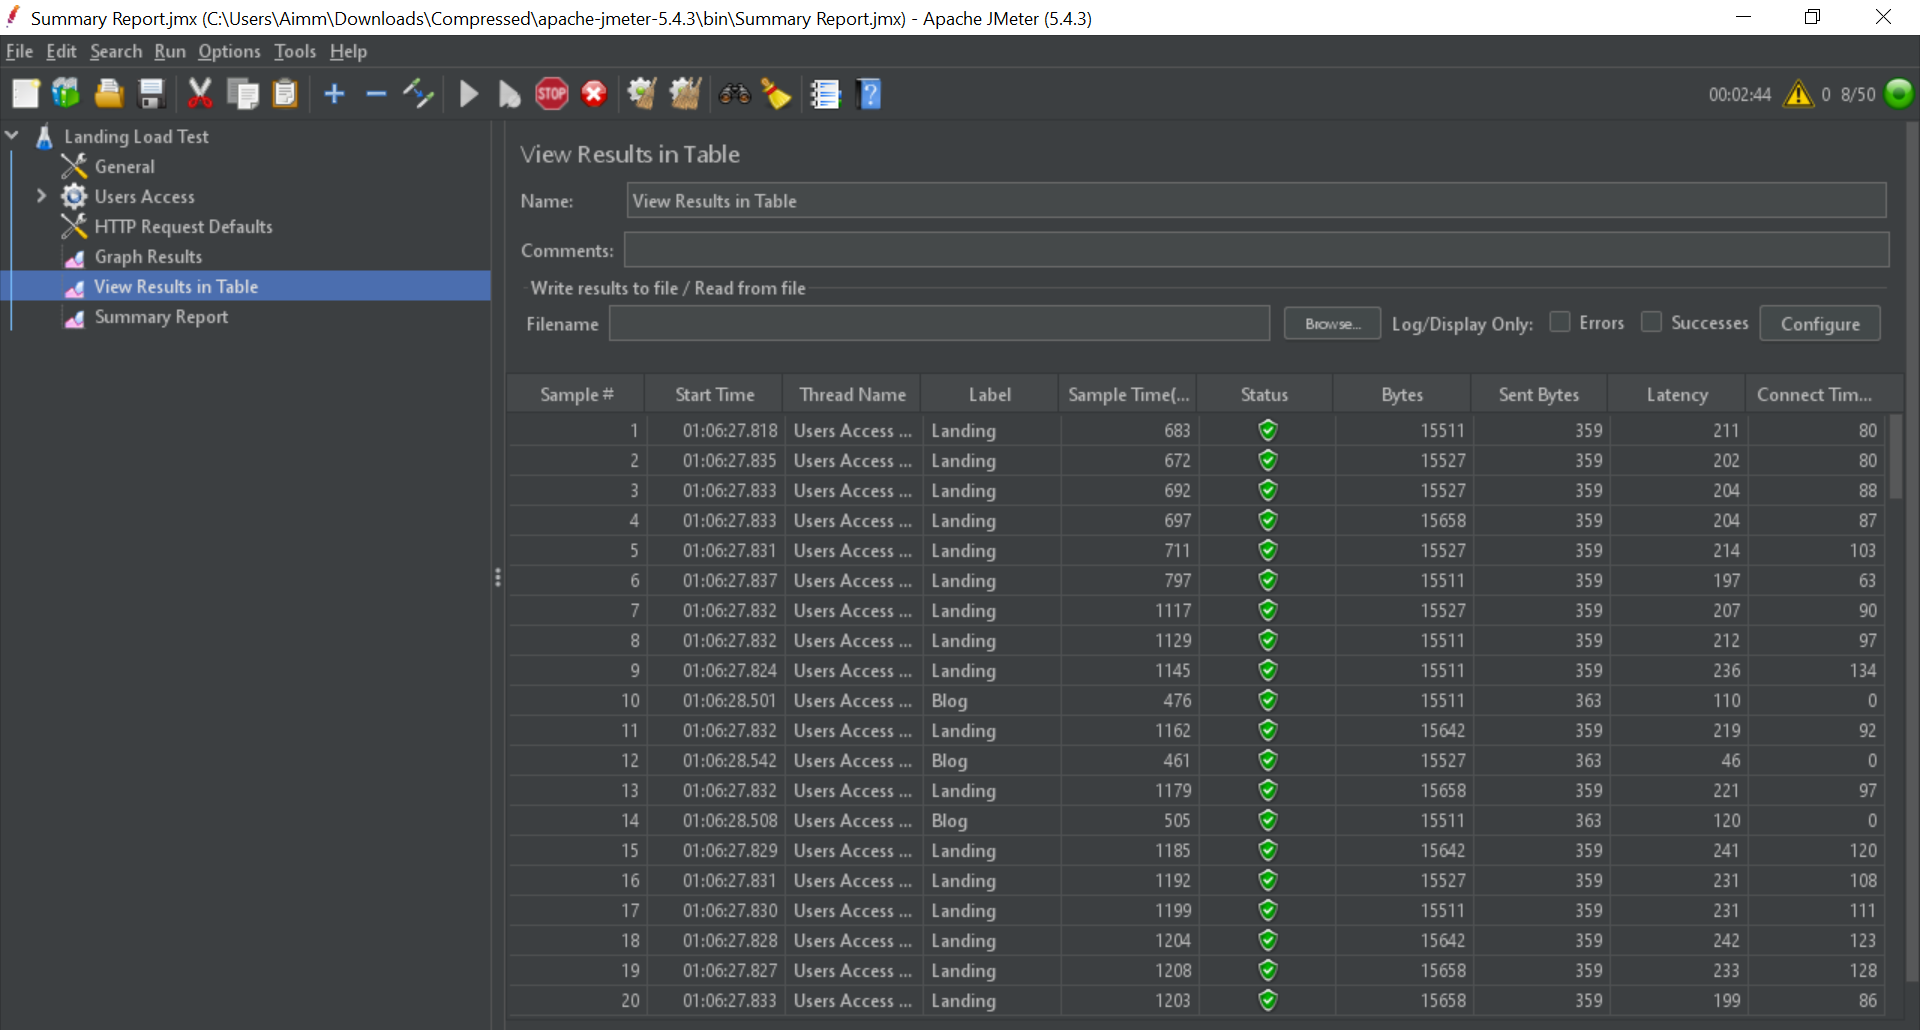 Summary Report.jmx (C:\Users\Aimm\Downloads\Compressed\apache-jmeter-5.4.3\bin\Summary Report.jmx) - Apache JMeter (5.4.3)
File Edit Search Run Options Tools Help
STOP ? 00:02:44 0 8/50
Landing Load Test
General
Users Access
HTTP Request Defaults
Graph Results
View Results in Table
Summary Report
View Results in Table
Name: View Results in Table
Comments:
Write results to file / Read from file
Filename Browse... Log/Display Only: Errors Successes Configure
Sample # Start Time Thread Name Label Sample Time(... Status Bytes Sent Bytes Latency Connect Tim...
1 01:06:27.818 Users Access ... Landing 683 15511 359 211 80
2 01:06:27.835 Users Access ... Landing 672 15527 359 202 80
3 01:06:27.833 Users Access ... Landing 692 15527 359 204 88
4 01:06:27.833 Users Access ... Landing 697 15658 359 204 87
5 01:06:27.831 Users Access ... Landing 711 15527 359 214 103
6 01:06:27.837 Users Access ... Landing 797 15511 359 197 63
7 01:06:27.832 Users Access ... Landing 1117 15527 359 207 90
8 01:06:27.832 Users Access ... Landing 1129 15511 359 212 97
9 01:06:27.824 Users Access ... Landing 1145 15511 359 236 134
10 01:06:28.501 Users Access ... Blog 476 15511 363 110 0
11 01:06:27.832 Users Access ... Landing 1162 15642 359 219 92
12 01:06:28.542 Users Access ... Blog 461 15527 363 46 0
13 01:06:27.832 Users Access ... Landing 1179 15658 359 221 97
14 01:06:28.508 Users Access ... Blog 505 15511 363 120 0
15 01:06:27.829 Users Access ... Landing 1185 15642 359 241 120
16 01:06:27.831 Users Access ... Landing 1192 15527 359 231 108
17 01:06:27.830 Users Access ... Landing 1199 15511 359 231 111
18 01:06:27.828 Users Access ... Landing 1204 15642 359 242 123
19 01:06:27.827 Users Access ... Landing 1208 15658 359 233 128
20 01:06:27.833 Users Access ... Landing 1203 15658 359 199 86